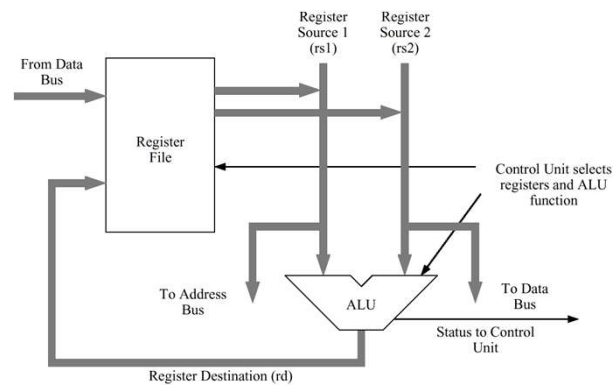 Register
Source 1
(rs1)
Register
Source 2
(rs2)
From Data
Bus
Register
File
Control Unit selects
registers and ALU
function
To Address
Bus
ALU
To Data
Bus
Status to Control
Unit
Register Destination (rd)